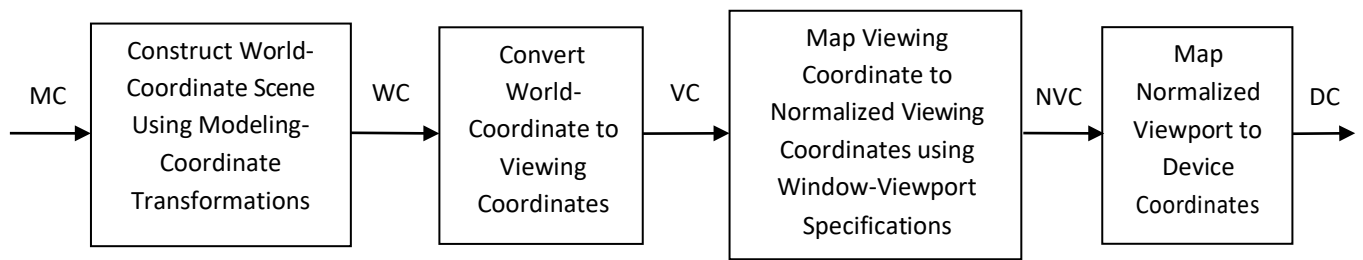 MC
Construct World-
Coordinate Scene
Using Modeling-
Coordinate
Transformations
WC
Convert
World-
Coordinate to
Viewing
Coordinates
VC
Map Viewing
Coordinate to
Normalized Viewing
Coordinates using
Window-Viewport
Specifications
NVC
Map
Normalized
Viewport to
Device
Coordinates
DC